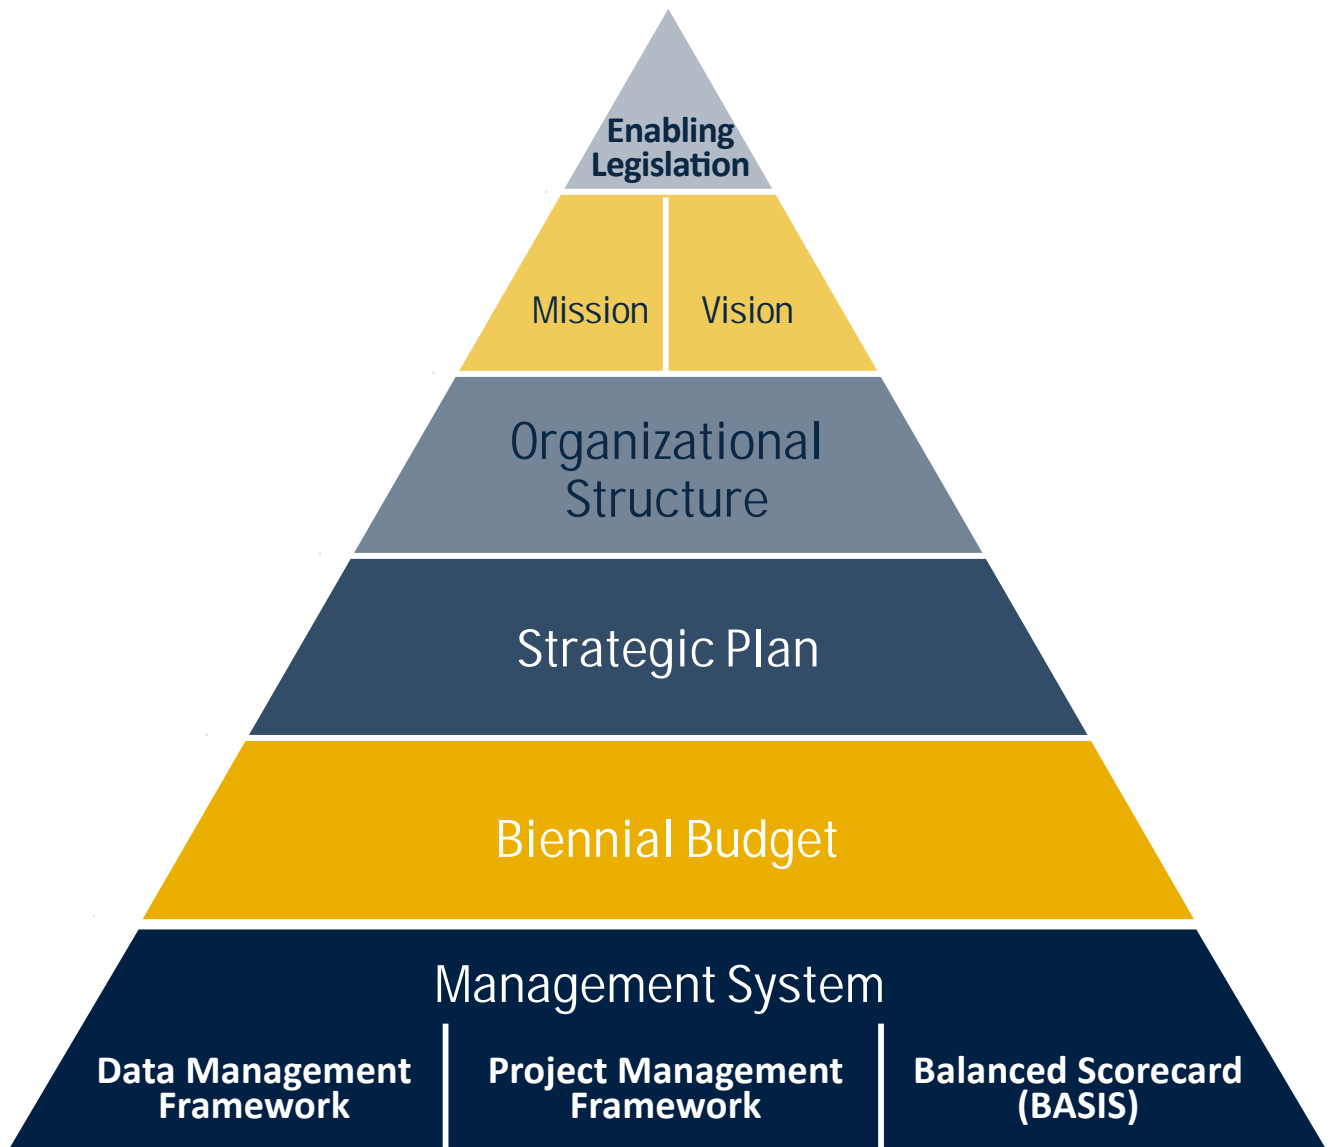 Enabling
Legislation
Mission
Vision
Organizational
Structure
Strategic Plan
Biennial Budget
Management System
Data Management
Framework
Project Management
Framework
Balanced Scorecard
(BASIS)